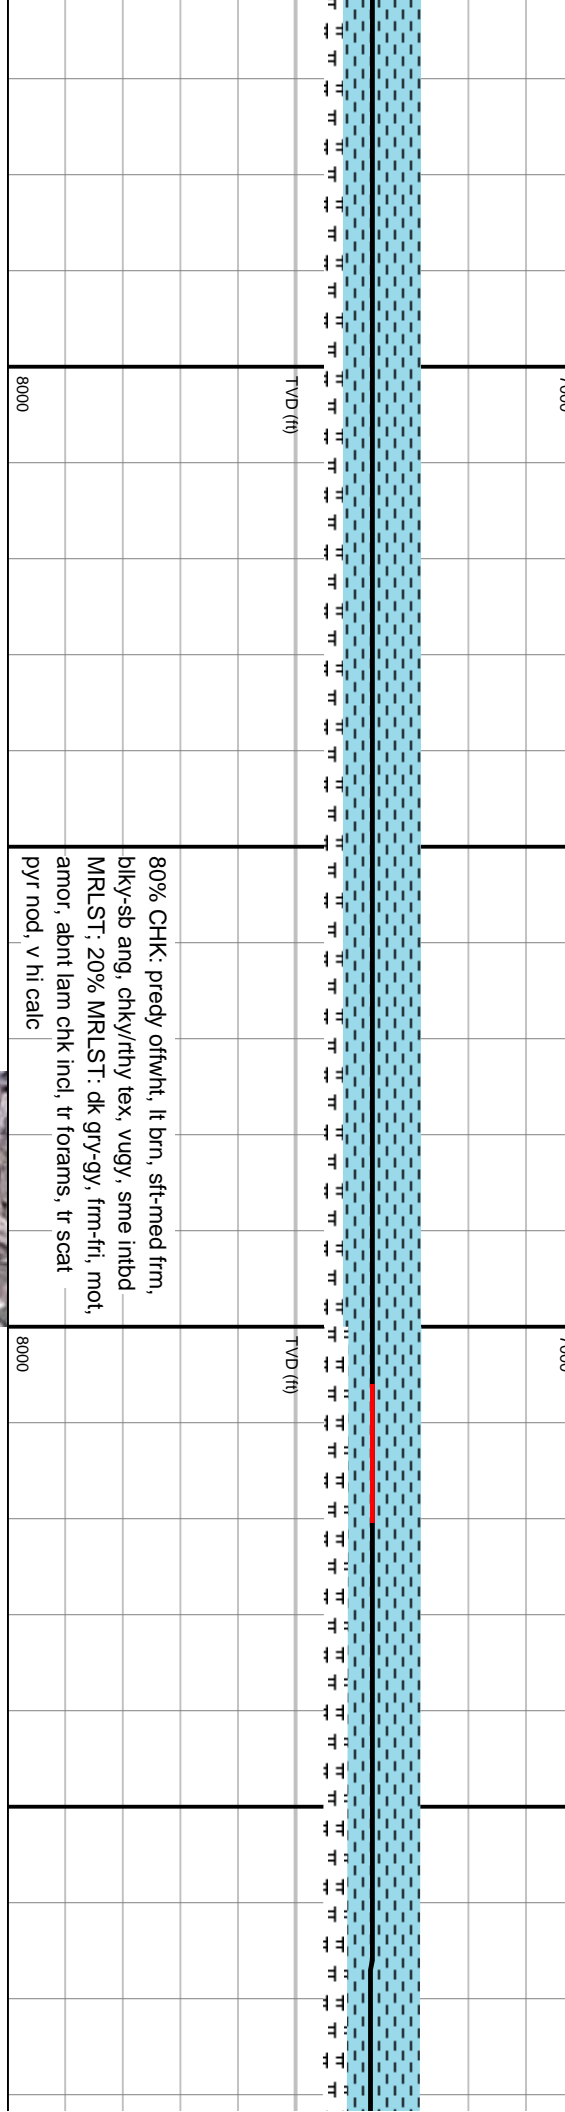 TVD (ft)
8000
80% CHK: predy offwht, lt brn, sft-med frm,
blky-sb ang, chky/rthy tex, vugy, sme intbd
MRLST; 20% MRLST: dk gry-gy, frm-fri, mot,
amor, abnt lam chk incl, tr forams, tr scat
pyr nod, v hi calc
TVD (ft)
8000